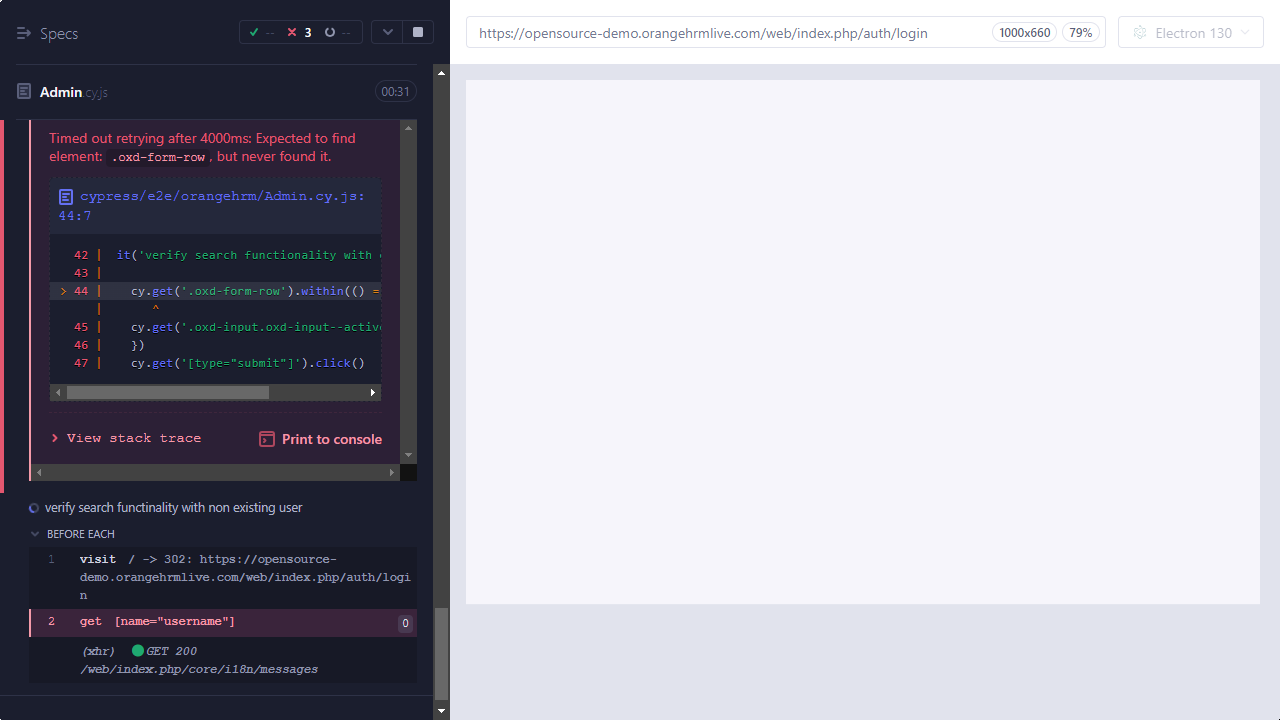 Specs
-- 3 --
https://opensource-demo.orangehrmlive.com/web/index.php/auth/login
1000x660
79%
Electron 130
Admin cy.js
00:31
Timed out retrying after 4000ms: Expected to find
element: .oxd-form-row, but never found it.
cypress/e2e/orangehrm/Admin.cy.js:
44:7
42 | it('verify search functionality with
43 |
> 44 | cy.get('.oxd-form-row').within(() =
| ^
45 | cy.get('.oxd-input.oxd-input--active
46 | })
47 | cy.get('[type="submit"]').click()
View stack trace
Print to console
verify search functinality with non existing user
BEFORE EACH
1 visit / -> 302: https://opensource-
demo.orangehrmlive.com/web/index.php/auth/logi
n
2 get [name="username"] 0
(xhr) GET 200
/web/index.php/core/i18n/messages